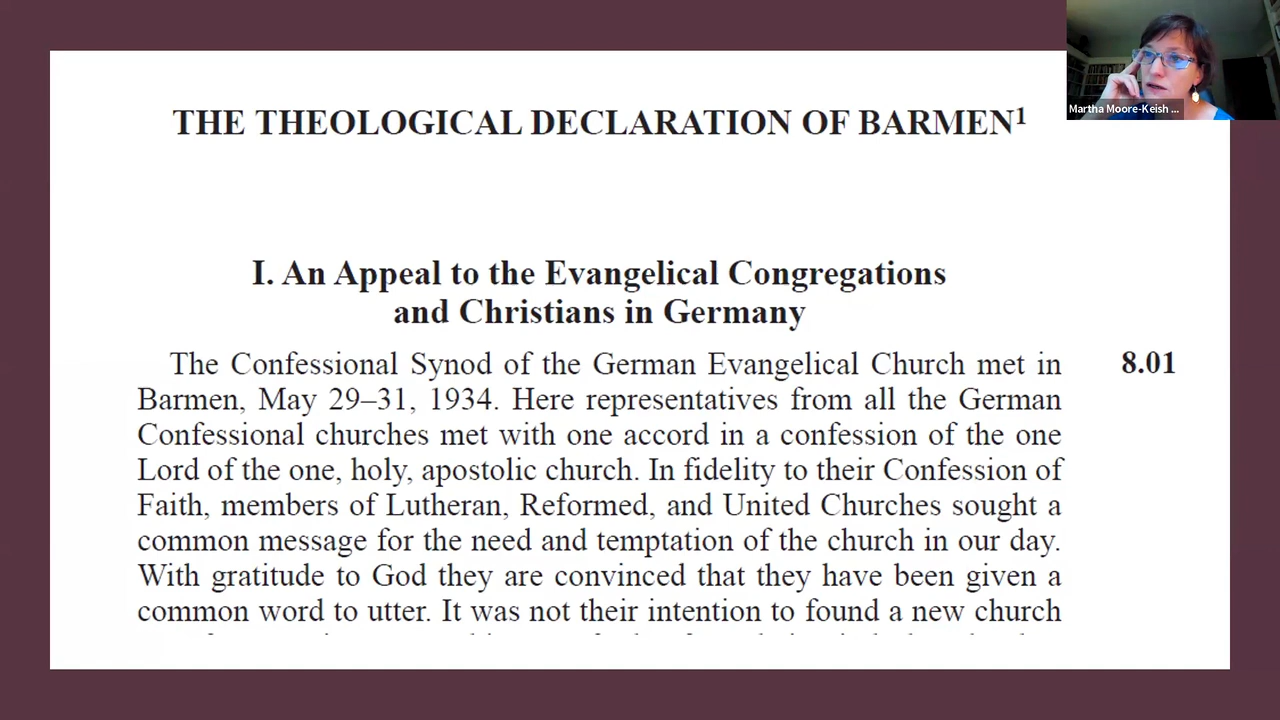 THE THEOLOGICAL DECLARATION OF BARMEN¹
Martha Moore-Keish ...
I. An Appeal to the Evangelical Congregations
and Christians in Germany
The Confessional Synod of the German Evangelical Church met in 8.01
Barmen, May 29–31, 1934. Here representatives from all the German
Confessional churches met with one accord in a confession of the one
Lord of the one, holy, apostolic church. In fidelity to their Confession of
Faith, members of Lutheran, Reformed, and United Churches sought a
common message for the need and temptation of the church in our day.
With gratitude to God they are convinced that they have been given a
common word to utter. It was not their intention to found a new church